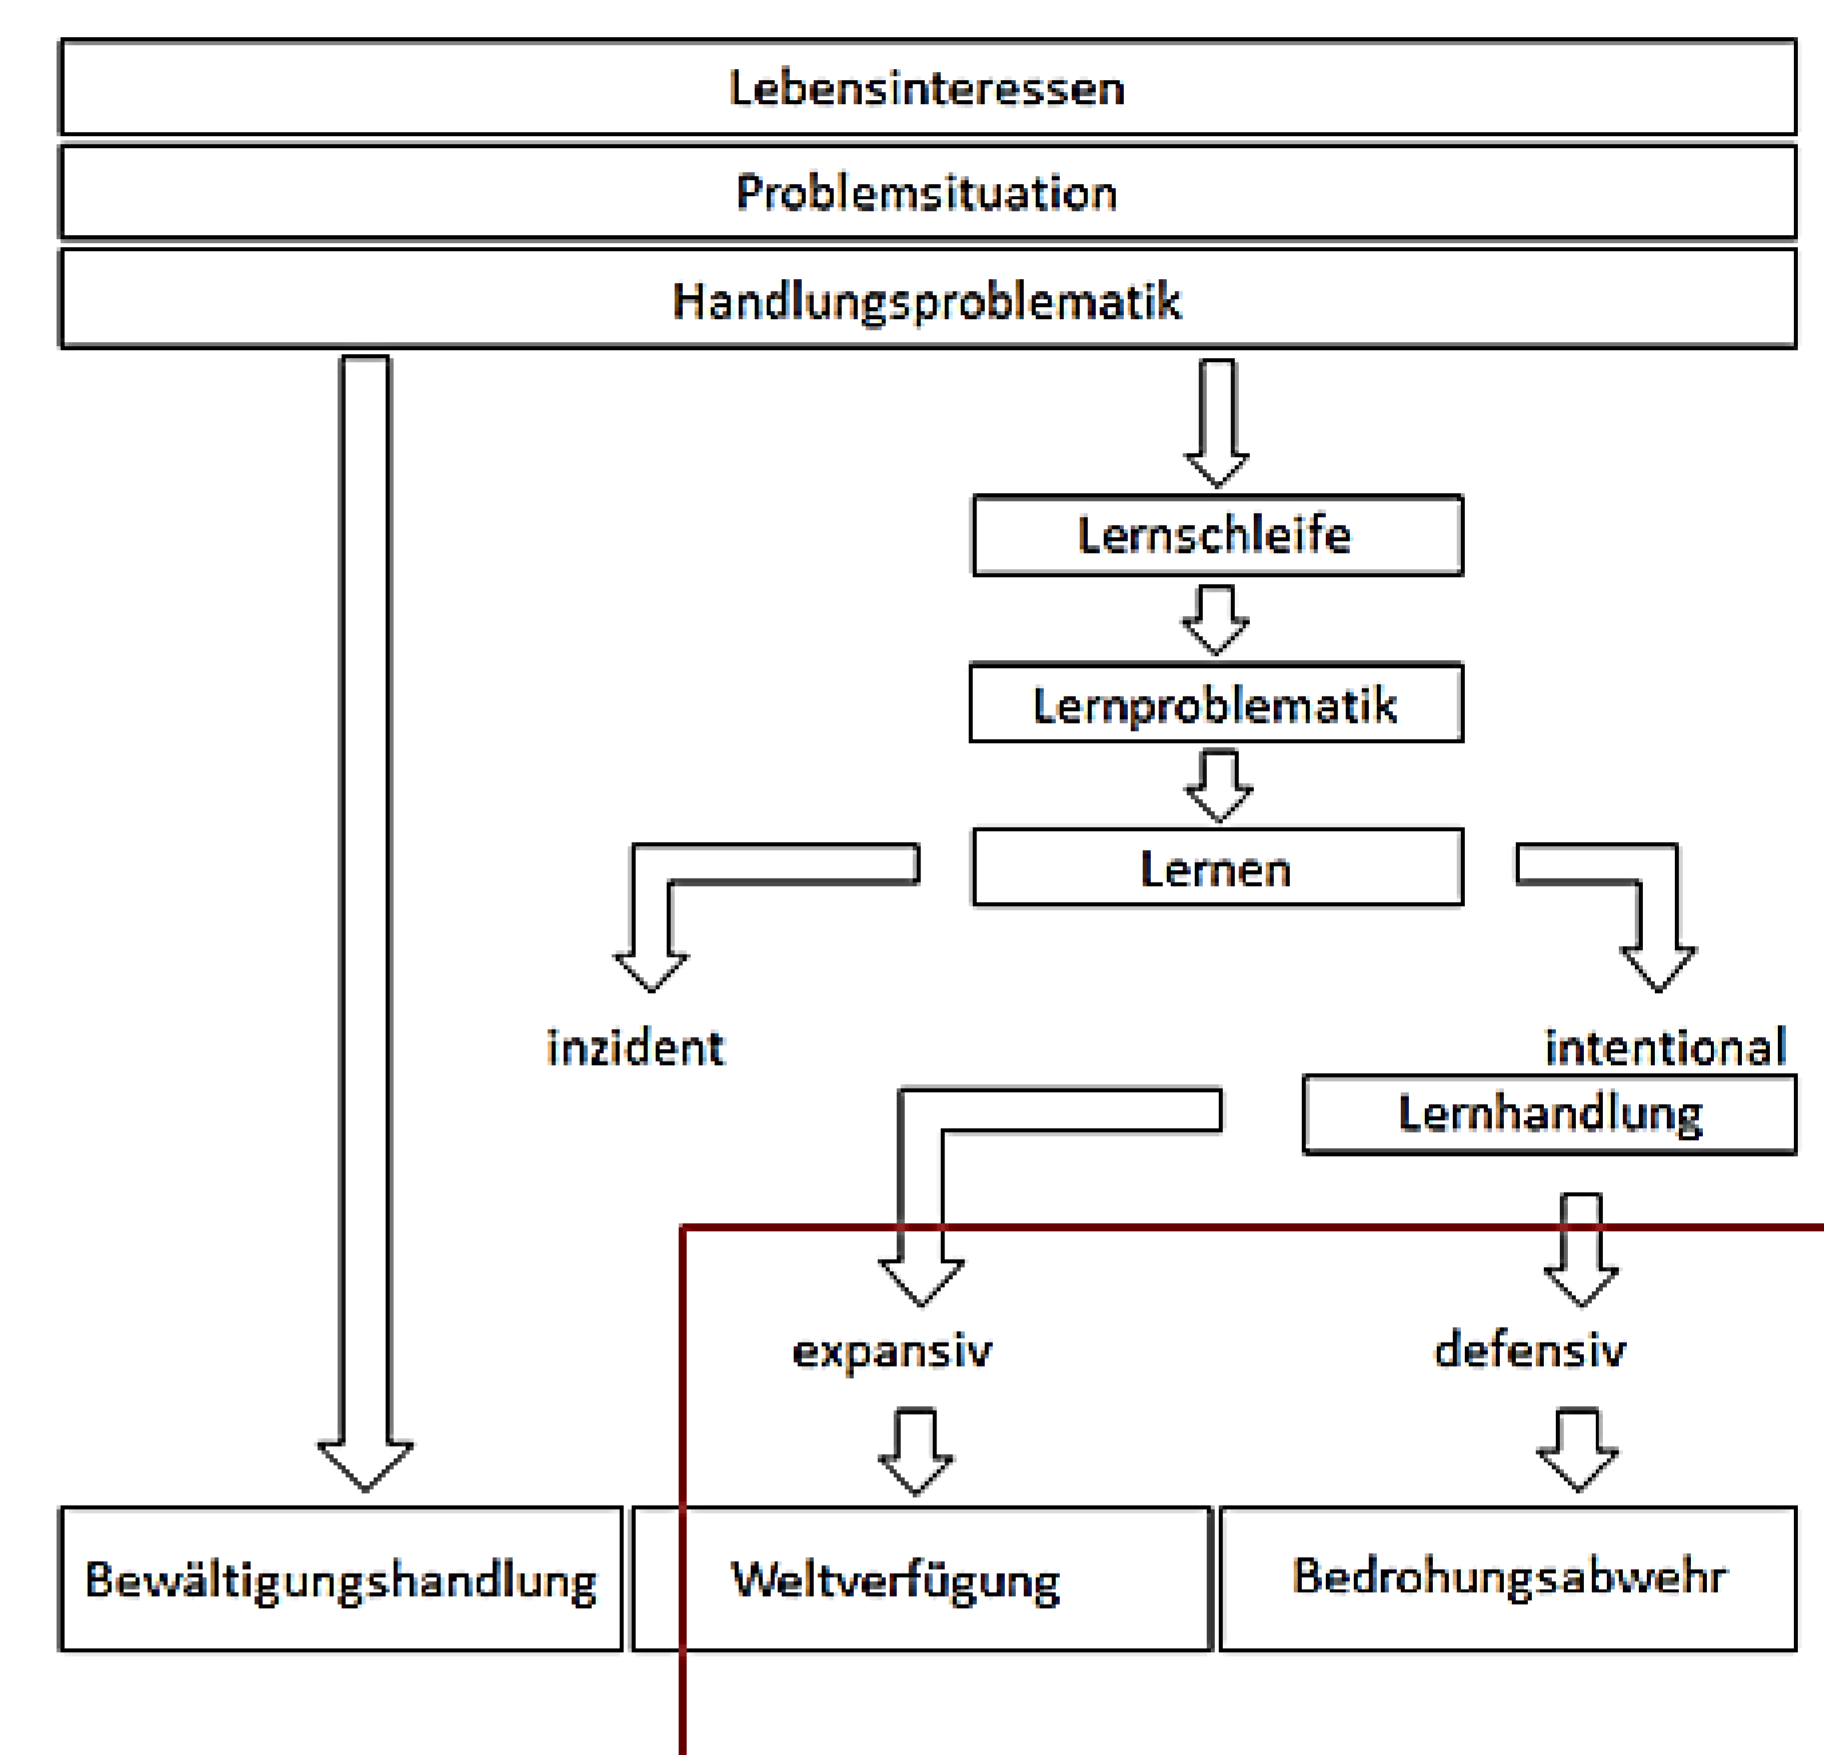 Lebensinteressen
Problemsituation
Handlungsproblematik
Lernschleife
Lernproblematik
Lernen
inzident
intentional
Lernhandlung
expansiv
defensiv
Bewältigungshandlung
Weltverfügung
Bedrohungsabwehr